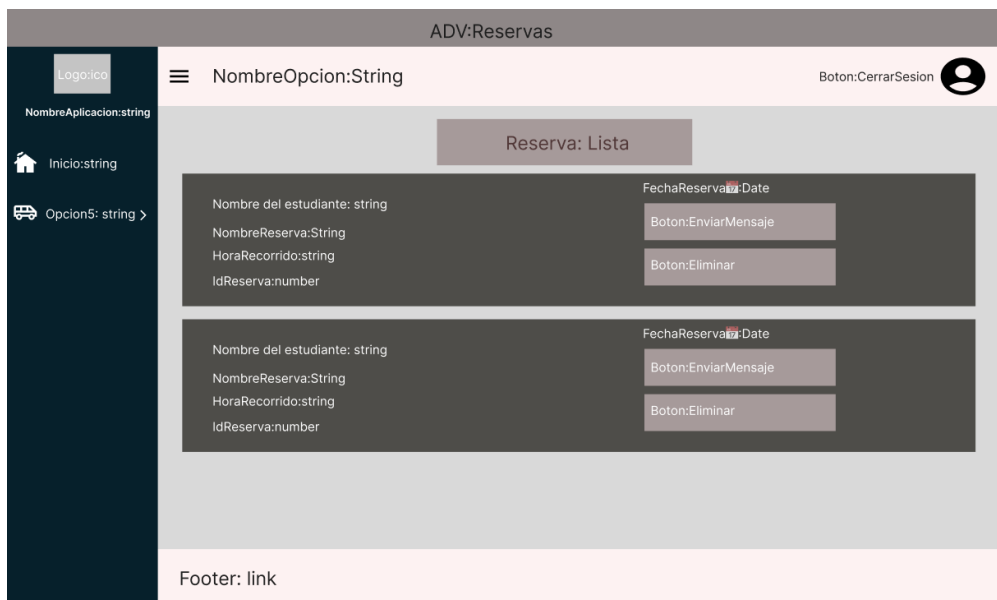 ADV:Reservas
Logo:ico
NombreAplicacion:string
Inicio:string
Opcion5: string >
NombreOpcion:String
Boton:CerrarSesion
Reserva: Lista
Nombre del estudiante: string
NombreReserva:String
HoraRecorrido:string
IdReserva:number
FechaReserva📅:Date
Boton:EnviarMensaje
Boton:Eliminar
Nombre del estudiante: string
NombreReserva:String
HoraRecorrido:string
IdReserva:number
FechaReserva📅:Date
Boton:EnviarMensaje
Boton:Eliminar
Footer: link